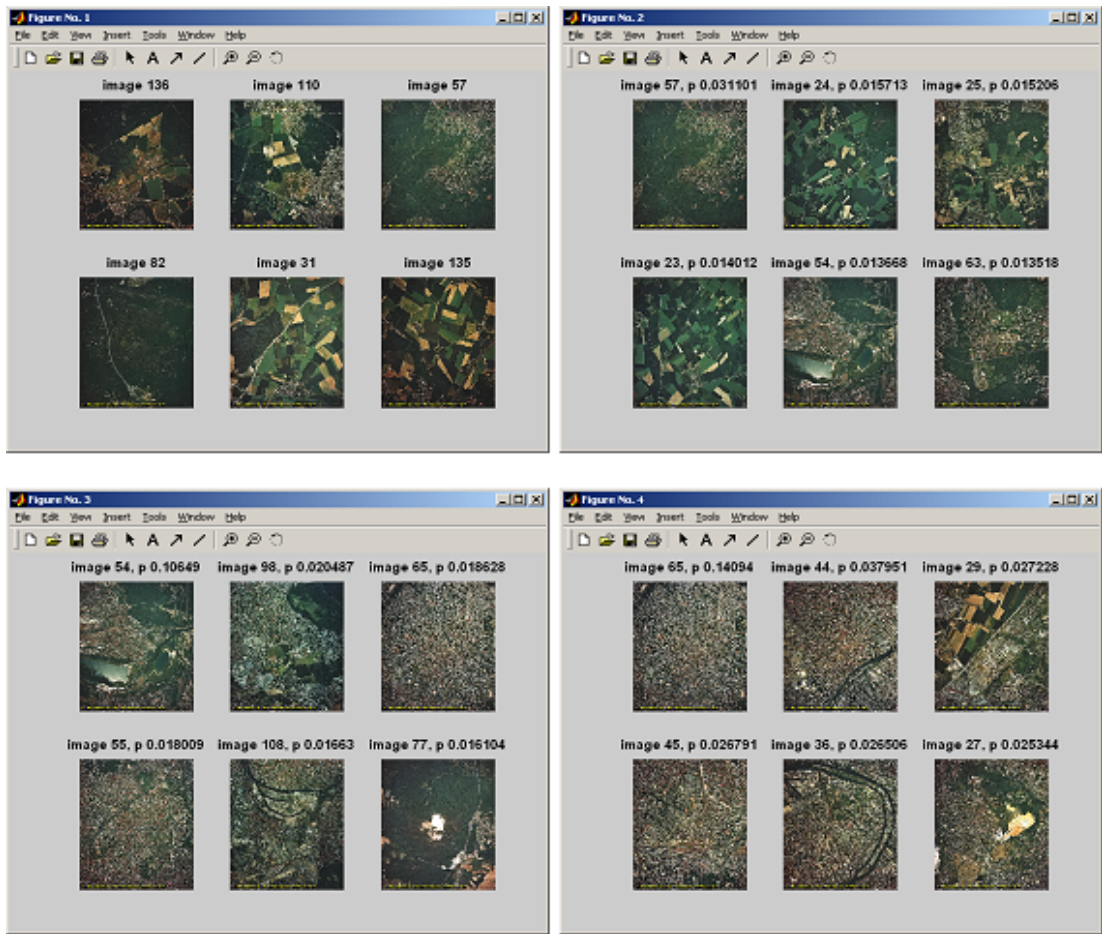 Figure No. 1
File Edit View Insert Tools Window Help
image 136 image 110 image 57
image 82 image 31 image 135
Figure No. 2
File Edit View Insert Tools Window Help
image 57, p 0.031101 image 24, p 0.015713 image 25, p 0.015206
image 23, p 0.014012 image 54, p 0.013668 image 63, p 0.013518
Figure No. 3
File Edit View Insert Tools Window Help
image 54, p 0.10649 image 98, p 0.020487 image 65, p 0.018628
image 55, p 0.018009 image 108, p 0.01663 image 77, p 0.016104
Figure No. 4
File Edit View Insert Tools Window Help
image 65, p 0.14094 image 44, p 0.037951 image 29, p 0.027228
image 45, p 0.026791 image 36, p 0.026506 image 27, p 0.025344